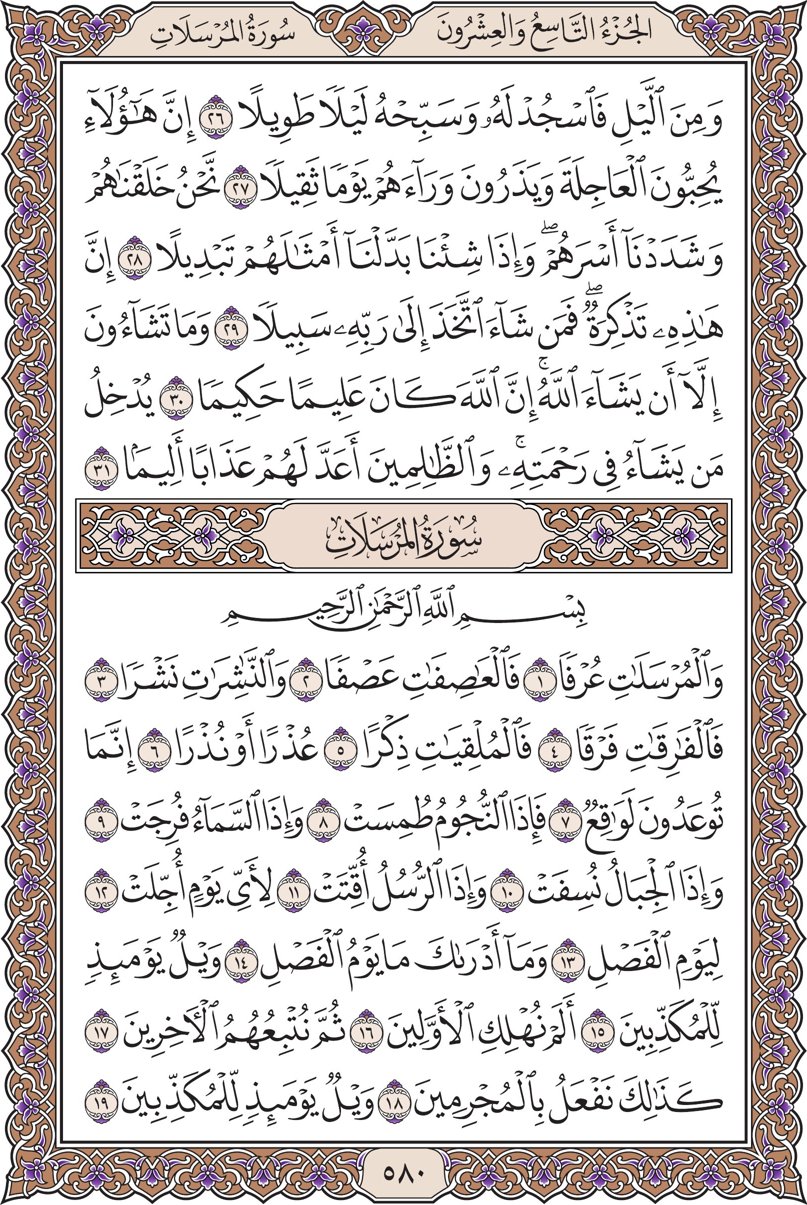 الجُزْءُ التَّاسِعُ وَالعِشْرُونَ
سُورَةُ المُرْسَلَاتِ
وَمِنَ ٱلَّيْلِ فَٱسْجُدْ لَهُۥ وَسَبِّحْهُ لَيْلًا طَوِيلًا ٢٦ إِنَّ هَٰٓؤُلَآءِ
يُحِبُّونَ ٱلْعَاجِلَةَ وَيَذَرُونَ وَرَآءَهُمْ يَوْمًا ثَقِيلًا ٢٧ نَّحْنُ خَلَقْنَٰهُمْ
وَشَدَدْنَآ أَسْرَهُمْۖ وَإِذَا شِئْنَا بَدَّلْنَآ أَمْثَٰلَهُمْ تَبْدِيلًا ٢٨ إِنَّ
هَٰذِهِۦ تَذْكِرَةٌۖ فَمَن شَآءَ ٱتَّخَذَ إِلَىٰ رَبِّهِۦ سَبِيلًا ٢٩ وَمَا تَشَآءُونَ
إِلَّآ أَن يَشَآءَ ٱللَّهُۚ إِنَّ ٱللَّهَ كَانَ عَلِيمًا حَكِيمًا ٣٠ يُدْخِلُ
مَن يَشَآءُ فِى رَحْمَتِهِۦۚ وَٱلظَّٰلِمِينَ أَعَدَّ لَهُمْ عَذَابًا أَلِيمًۢا ٣١
سُورَةُ المُرْسَلَاتِ
بِسْمِ ٱللَّهِ ٱلرَّحْمَٰنِ ٱلرَّحِيمِ
وَٱلْمُرْسَلَٰتِ عُرْفًا ١ فَٱلْعَٰصِفَٰتِ عَصْفًا ٢ وَٱلنَّٰشِرَٰتِ نَشْرًا ٣
فَٱلْفَٰرِقَٰتِ فَرْقًا ٤ فَٱلْمُلْقِيَٰتِ ذِكْرًا ٥ عُذْرًا أَوْ نُذْرًا ٦ إِنَّمَا
تُوعَدُونَ لَوَٰقِعٌ ٧ فَإِذَا ٱلنُّجُومُ طُمِسَتْ ٨ وَإِذَا ٱلسَّمَآءُ فُرِجَتْ ٩
وَإِذَا ٱلْجِبَالُ نُسِفَتْ ١٠ وَإِذَا ٱلرُّسُلُ أُقِّتَتْ ١١ لِأَىِّ يَوْمٍ أُجِّلَتْ ١٢
لِيَوْمِ ٱلْفَصْلِ ١٣ وَمَآ أَدْرَىٰكَ مَا يَوْمُ ٱلْفَصْلِ ١٤ وَيْلٌ يَوْمَئِذٍ
لِّلْمُكَذِّبِينَ ١٥ أَلَمْ نُهْلِكِ ٱلْأَوَّلِينَ ١٦ ثُمَّ نُتْبِعُهُمُ ٱلْءَاخِرِينَ ١٧
كَذَٰلِكَ نَفْعَلُ بِٱلْمُجْرِمِينَ ١٨ وَيْلٌ يَوْمَئِذٍ لِّلْمُكَذِّبِينَ ١٩
٥٨٠